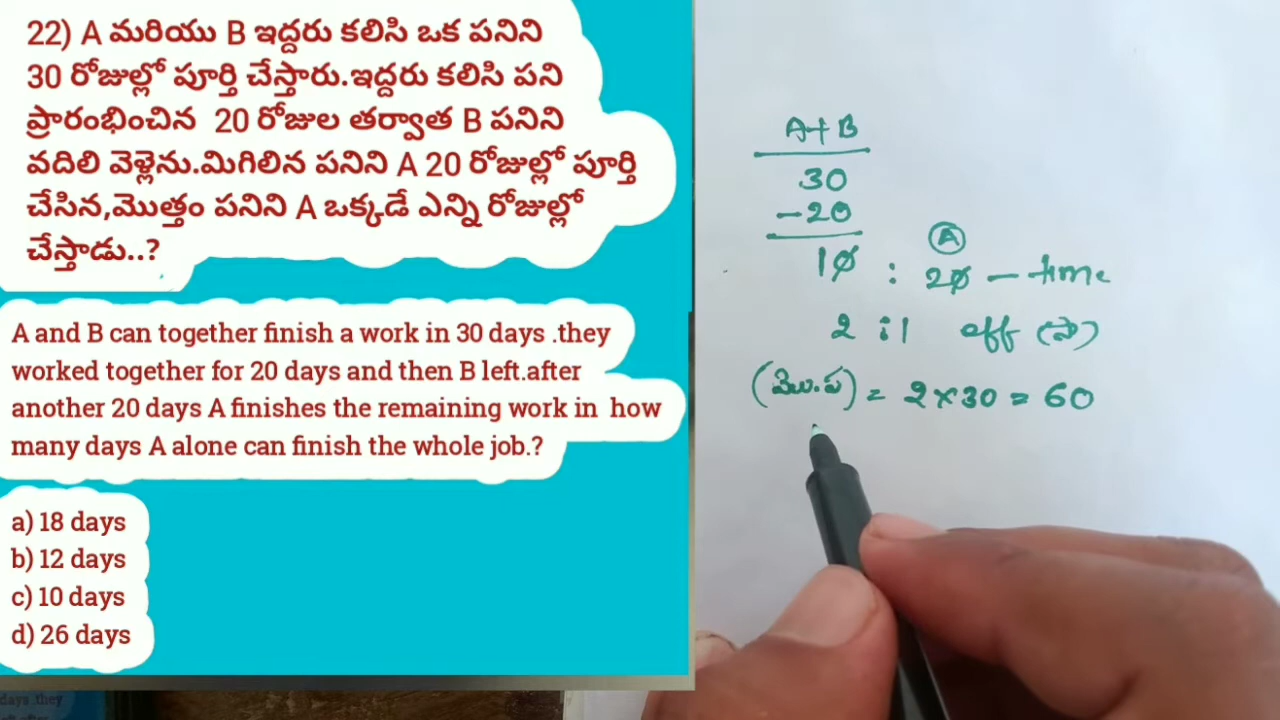 22) A మరియు B ఇద్దరు కలిసి ఒక పనిని
30 రోజుల్లో పూర్తి చేస్తారు.ఇద్దరు కలిసి పని
ప్రారంభించిన 20 రోజుల తర్వాత B పనిని
వదిలి వెళ్లెను.మిగిలిన పనిని A 20 రోజుల్లో పూర్తి
చేసిన,మొత్తం పనిని A ఒక్కడే ఎన్ని రోజుల్లో
చేస్తాడు..?
A and B can together finish a work in 30 days .they
worked together for 20 days and then B left.after
another 20 days A finishes the remaining work in how
many days A alone can finish the whole job.?
a) 18 days
b) 12 days
c) 10 days
d) 26 days
days .they
A+B
30
-20
10 : 20 - time
A
2 : 1 eff (సా)
(మొ.ప) = 2×30 = 60